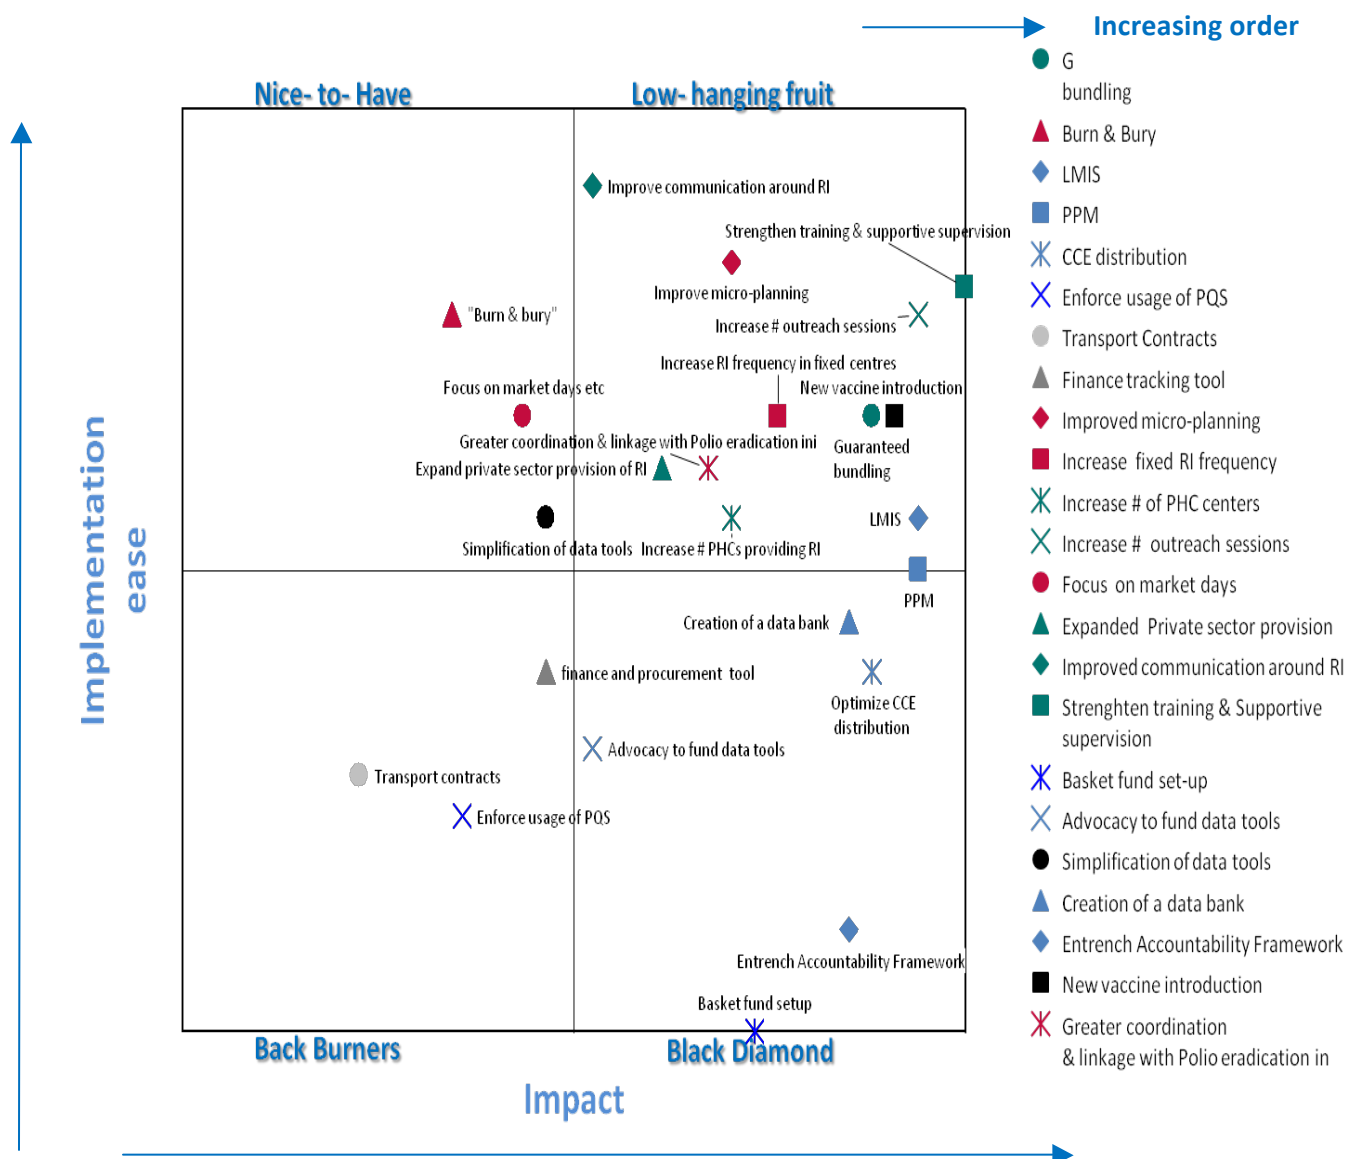 Increasing order
Nice- to- Have
Low- hanging fruit
Improve communication around RI
Strengthen training & supportive supervision
Improve micro-planning
"Burn & bury"
Increase # outreach sessions
Increase RI frequency in fixed centres
Focus on market days etc
New vaccine introduction
Greater coordination & linkage with Polio eradication ini
Guaranteed
bundling
Expand private sector provision of RI
LMIS
Simplification of data tools
Increase # PHCs providing RI
PPM
Creation of a data bank
finance and procurement tool
Optimize CCE
distribution
Advocacy to fund data tools
Transport contracts
Enforce usage of PQS
Entrench Accountability Framework
Basket fund setup
Back Burners
Black Diamond
Implementation
ease
Impact
G
bundling
Burn & Bury
LMIS
PPM
CCE distribution
Enforce usage of PQS
Transport Contracts
Finance tracking tool
Improved micro-planning
Increase fixed RI frequency
Increase # of PHC centers
Increase # outreach sessions
Focus on market days
Expanded Private sector provision
Improved communication around RI
Strenghten training & Supportive
supervision
Basket fund set-up
Advocacy to fund data tools
Simplification of data tools
Creation of a data bank
Entrench Accountability Framework
New vaccine introduction
Greater coordination
& linkage with Polio eradication in